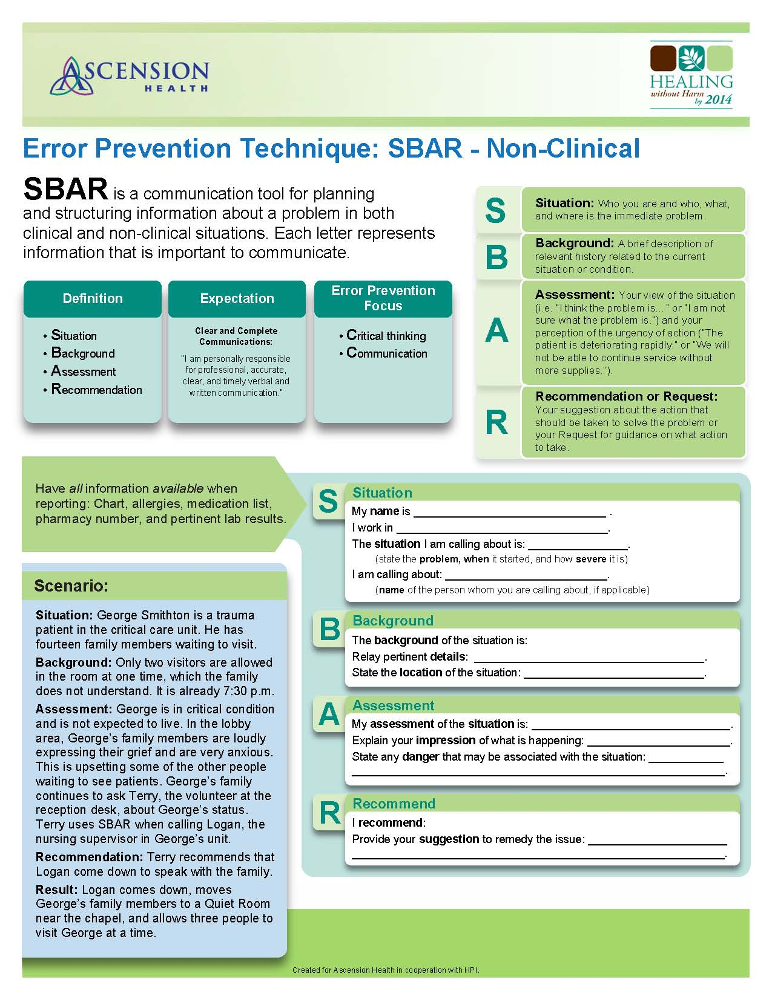 ASCENSION
HEALTH
HEALING
without Harm
by 2014
Error Prevention Technique: SBAR - Non-Clinical
SBAR is a communication tool for planning
and structuring information about a problem in both
clinical and non-clinical situations. Each letter represents
information that is important to communicate.
Definition
• Situation
• Background
• Assessment
• Recommendation
Expectation
Clear and Complete
Communications:
“I am personally responsible
for professional, accurate,
clear, and timely verbal and
written communication.”
Error Prevention
Focus
• Critical thinking
• Communication
S
Situation: Who you are and who, what,
and where is the immediate problem.
B
Background: A brief description of
relevant history related to the current
situation or condition.
A
Assessment: Your view of the situation
(i.e. “I think the problem is...” or “I am not
sure what the problem is.”) and your
perception of the urgency of action (“The
patient is deteriorating rapidly.” or “We will
not be able to continue service without
more supplies.”).
R
Recommendation or Request:
Your suggestion about the action that
should be taken to solve the problem or
your Request for guidance on what action
to take.
Have all information available when
reporting: Chart, allergies, medication list,
pharmacy number, and pertinent lab results.
Scenario:
Situation: George Smithton is a trauma
patient in the critical care unit. He has
fourteen family members waiting to visit.
Background: Only two visitors are allowed
in the room at one time, which the family
does not understand. It is already 7:30 p.m.
Assessment: George is in critical condition
and is not expected to live. In the lobby
area, George’s family members are loudly
expressing their grief and are very anxious.
This is upsetting some of the other people
waiting to see patients. George’s family
continues to ask Terry, the volunteer at the
reception desk, about George’s status.
Terry uses SBAR when calling Logan, the
nursing supervisor in George’s unit.
Recommendation: Terry recommends that
Logan come down to speak with the family.
Result: Logan comes down, moves
George’s family members to a Quiet Room
near the chapel, and allows three people to
visit George at a time.
S
Situation
My name is ______________________________ .
I work in _________________________________.
The situation I am calling about is: ________________.
(state the problem, when it started, and how severe it is)
I am calling about: _________________________.
(name of the person whom you are calling about, if applicable)
B
Background
The background of the situation is:
Relay pertinent details: ____________________________________.
State the location of the situation: ____________________________.
A
Assessment
My assessment of the situation is: _______________________________.
Explain your impression of what is happening: ______________________.
State any danger that may be associated with the situation: ____________
__________________________________________________________.
R
Recommend
I recommend:
Provide your suggestion to remedy the issue: ______________________
__________________________________________________________.
Created for Ascension Health in cooperation with HPI.